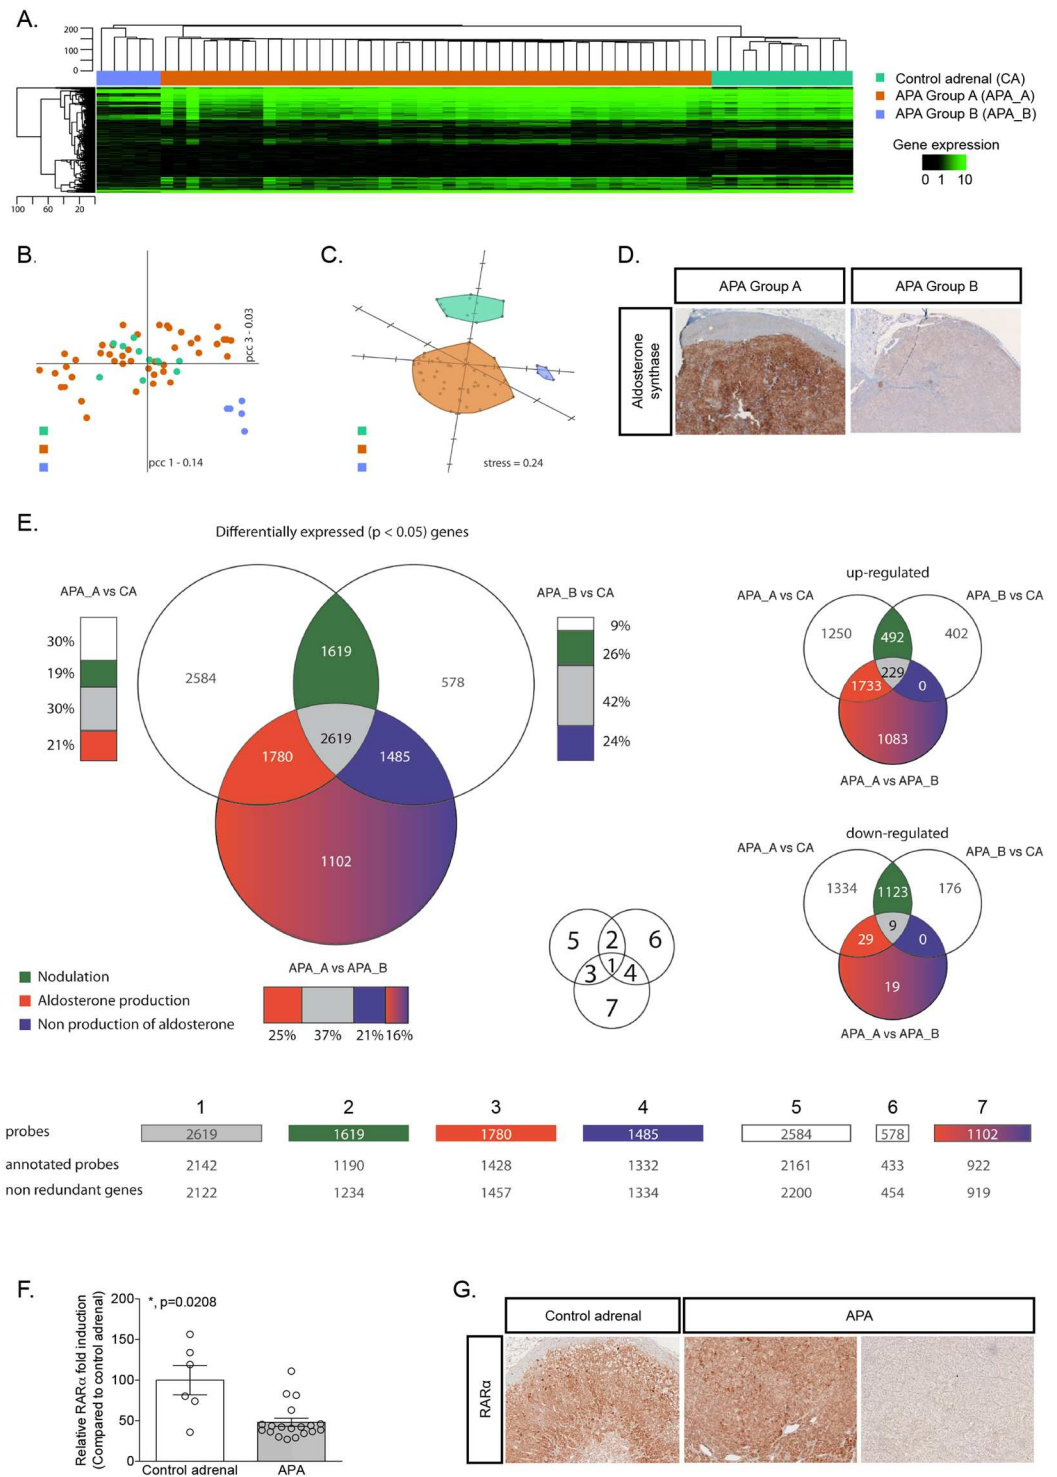 A.
200
100
0
Control adrenal (CA)
APA Group A (APA_A)
APA Group B (APA_B)
Gene expression
0 1 10
100 60 20
B.
pcc 3 - 0.03
pcc 1 - 0.14
C.
stress = 0.24
D.
APA Group A
APA Group B
Aldosterone
synthase
E.
Differentially expressed (p < 0.05) genes
APA_A vs CA
30%
19%
30%
21%
2584
1619
578
2619
1780
1485
1102
APA_B vs CA
9%
26%
42%
24%
APA_A vs APA_B
25% 37% 21% 16%
Nodulation
Aldosterone production
Non production of aldosterone
5 2 6
3 1 4
7
up-regulated
APA_A vs CA
APA_B vs CA
1250 492 402
229
1733 0
1083
APA_A vs APA_B
down-regulated
APA_A vs CA
APA_B vs CA
1334 1123 176
9
29 0
19
APA_A vs APA_B
1 2 3 4 5 6 7
probes 2619 1619 1780 1485 2584 578 1102
annotated probes 2142 1190 1428 1332 2161 433 922
non redundant genes 2122 1234 1457 1334 2200 454 919
F.
Relative RARα fold induction
(Compared to control adrenal)
200
150
100
50
0
*, p=0.0208
Control adrenal APA
G.
Control adrenal
APA
RARα